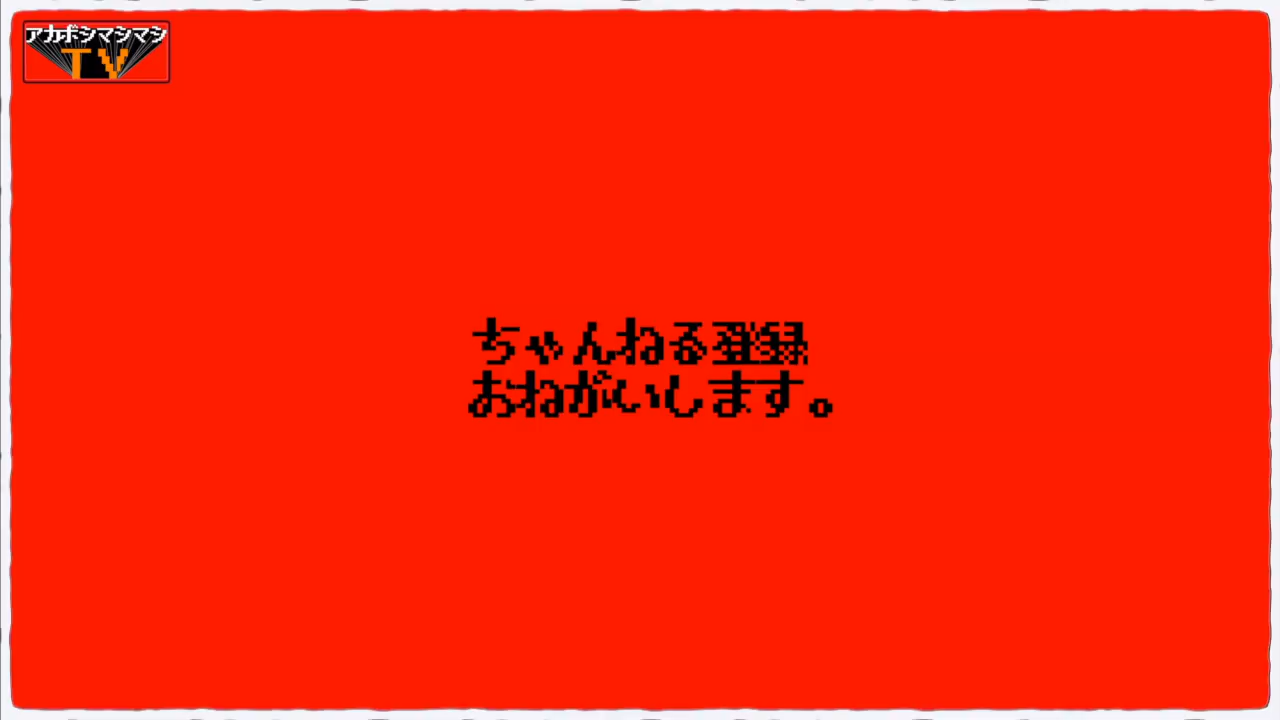 アカボシマシマシ
TV
ちゃんねる登録
おねがいします。